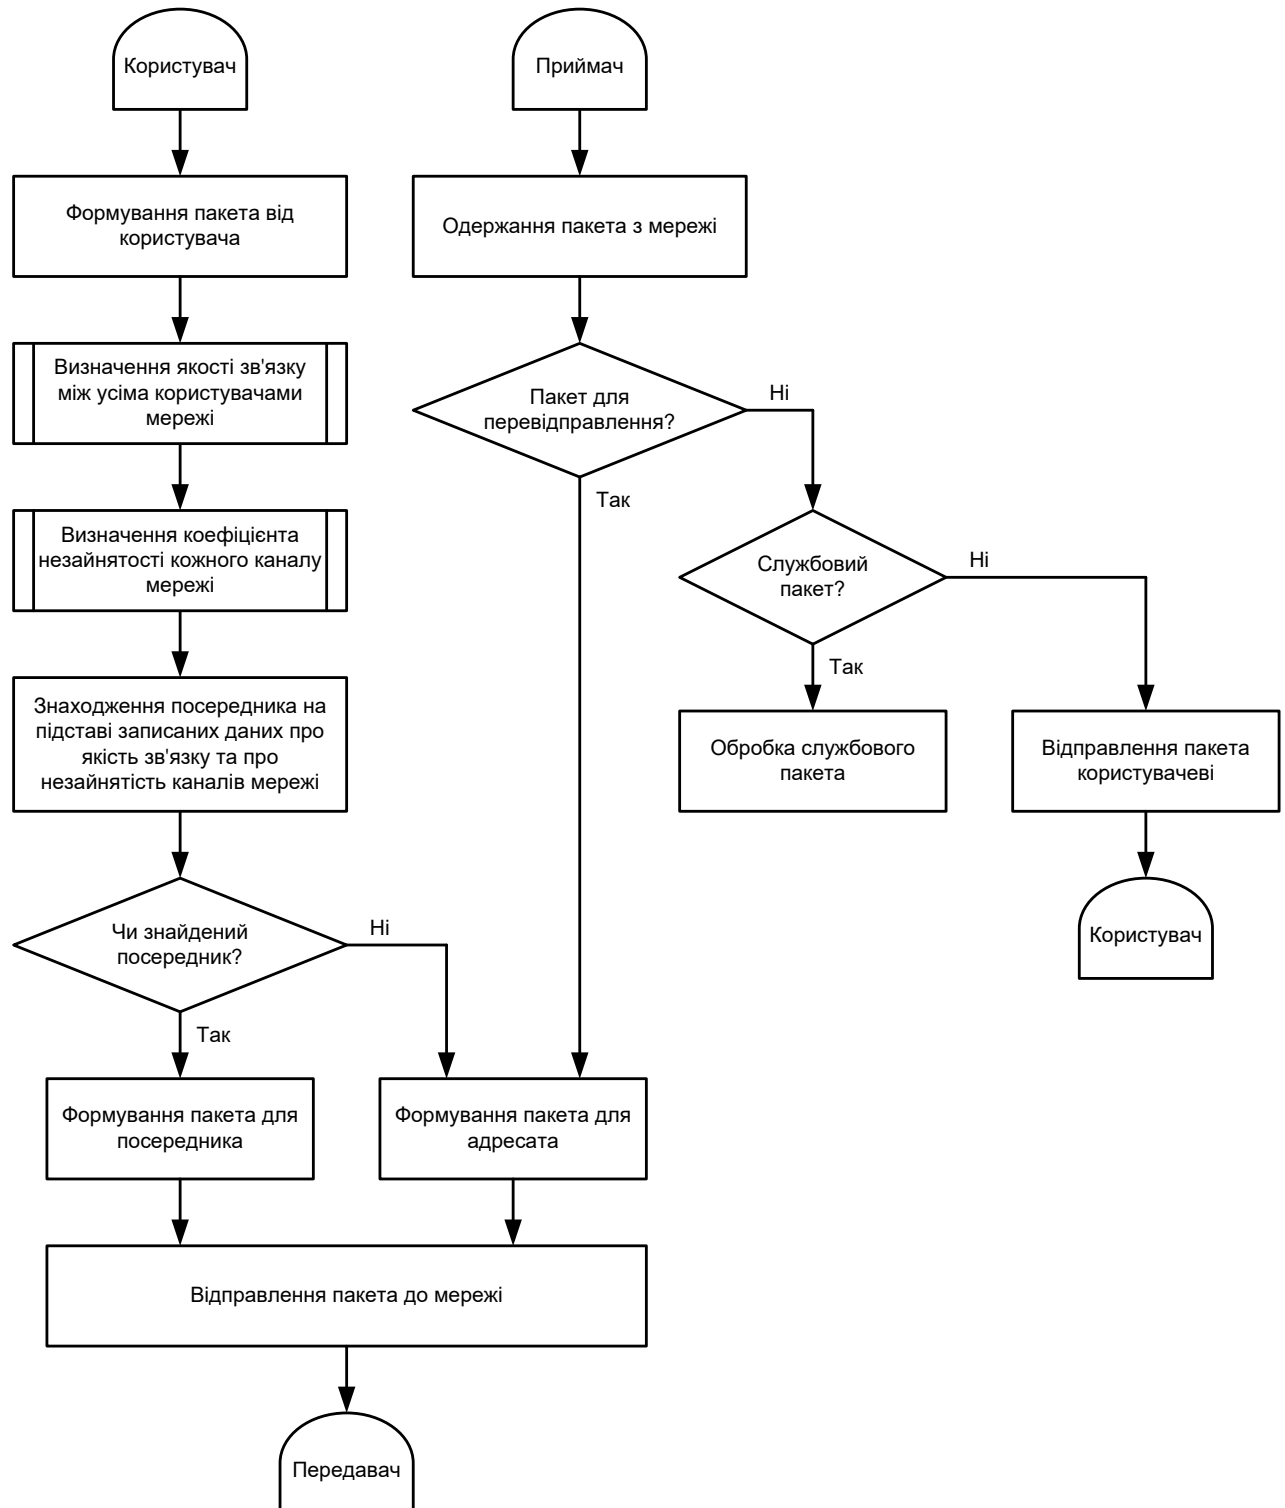 Користувач
Приймач
Формування пакета від
користувача
Одержання пакета з мережі
Визначення якості зв'язку
між усіма користувачами
мережі
Пакет для
перевідправлення?
Ні
Так
Визначення коефіцієнта
незайнятості кожного каналу
мережі
Службовий
пакет?
Ні
Так
Знаходження посередника на
підставі записаних даних про
якість зв'язку та про
незайнятість каналів мережі
Обробка службового
пакета
Відправлення пакета
користувачеві
Чи знайдений
посередник?
Ні
Так
Користувач
Формування пакета для
посередника
Формування пакета для
адресата
Відправлення пакета до мережі
Передавач